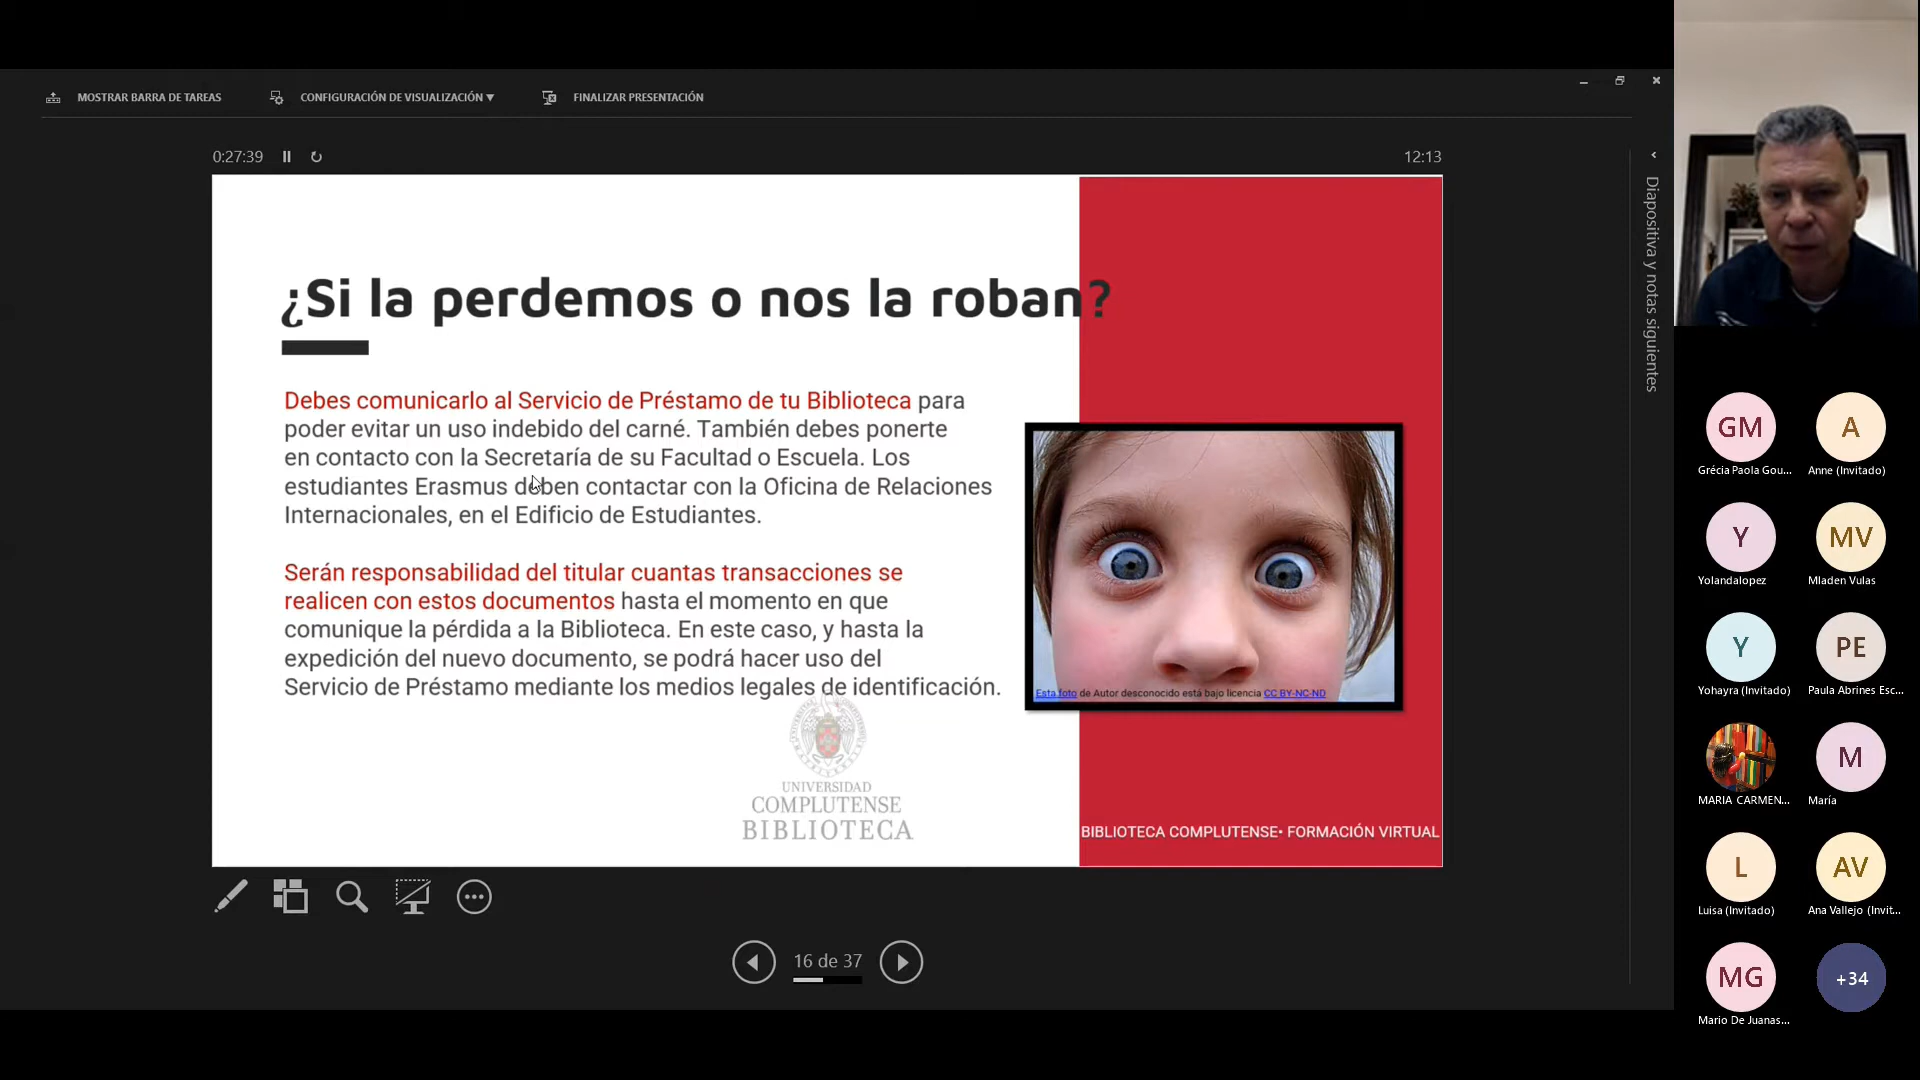 MOSTRAR BARRA DE TAREAS
CONFIGURACIÓN DE VISUALIZACIÓN ▼
FINALIZAR PRESENTACIÓN
0:27:39
12:13
¿Si la perdemos o nos la roban?
Debes comunicarlo al Servicio de Préstamo de tu Biblioteca para
poder evitar un uso indebido del carné. También debes ponerte
en contacto con la Secretaría de su Facultad o Escuela. Los
estudiantes Erasmus deben contactar con la Oficina de Relaciones
Internacionales, en el Edificio de Estudiantes.
Serán responsabilidad del titular cuantas transacciones se
realicen con estos documentos hasta el momento en que
comunique la pérdida a la Biblioteca. En este caso, y hasta la
expedición del nuevo documento, se podrá hacer uso del
Servicio de Préstamo mediante los medios legales de identificación.
Esta foto de Autor desconocido está bajo licencia CC BY-NC-ND
UNIVERSIDAD
COMPLUTENSE
BIBLIOTECA
BIBLIOTECA COMPLUTENSE• FORMACIÓN VIRTUAL
16 de 37
Diapositiva y notas siguientes
GM
Grécia Paola Gou...
A
Anne (Invitado)
Y
Yolandalopez
MV
Mladen Vulas
Y
Yohayra (Invitado)
PE
Paula Abrines Esc...
MARIA CARMEN...
M
María
L
Luisa (Invitado)
AV
Ana Vallejo (Invit...
MG
Mario De Juanas...
+34